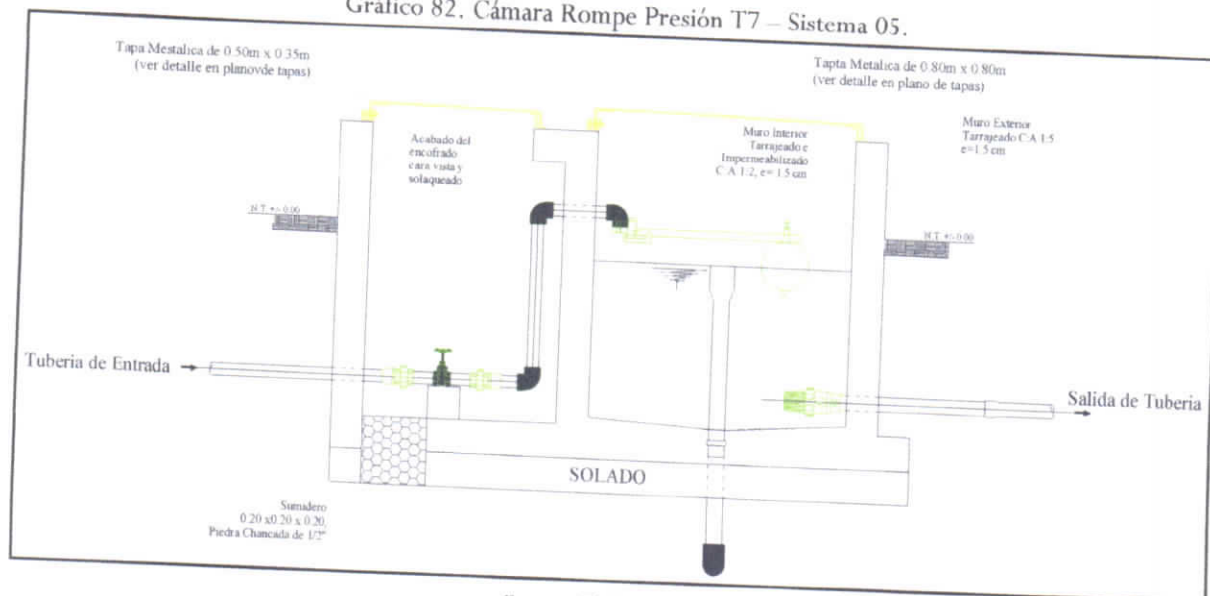 Gráfico 82. Cámara Rompe Presión T7 – Sistema 05.
Tapa Mestalica de 0.50m x 0.35m
(ver detalle en planovde tapas)
Tapta Metalica de 0.80m x 0.80m
(ver detalle en plano de tapas)
Acabado del
encofrado
cara vista y
solaqueado
Muro interior
Tarrajeado e
Impermeabilizado
C:A 1:2, e= 1.5 cm
Muro Exterior
Tarrajeado C:A 1:5
e=1.5 cm
N.T. +/- 0.00
N.T. +/- 0.00
Tuberia de Entrada
Salida de Tuberia
SOLADO
Sumadero
0.20 x0.20 x 0.20,
Piedra Chancada de 1/2"